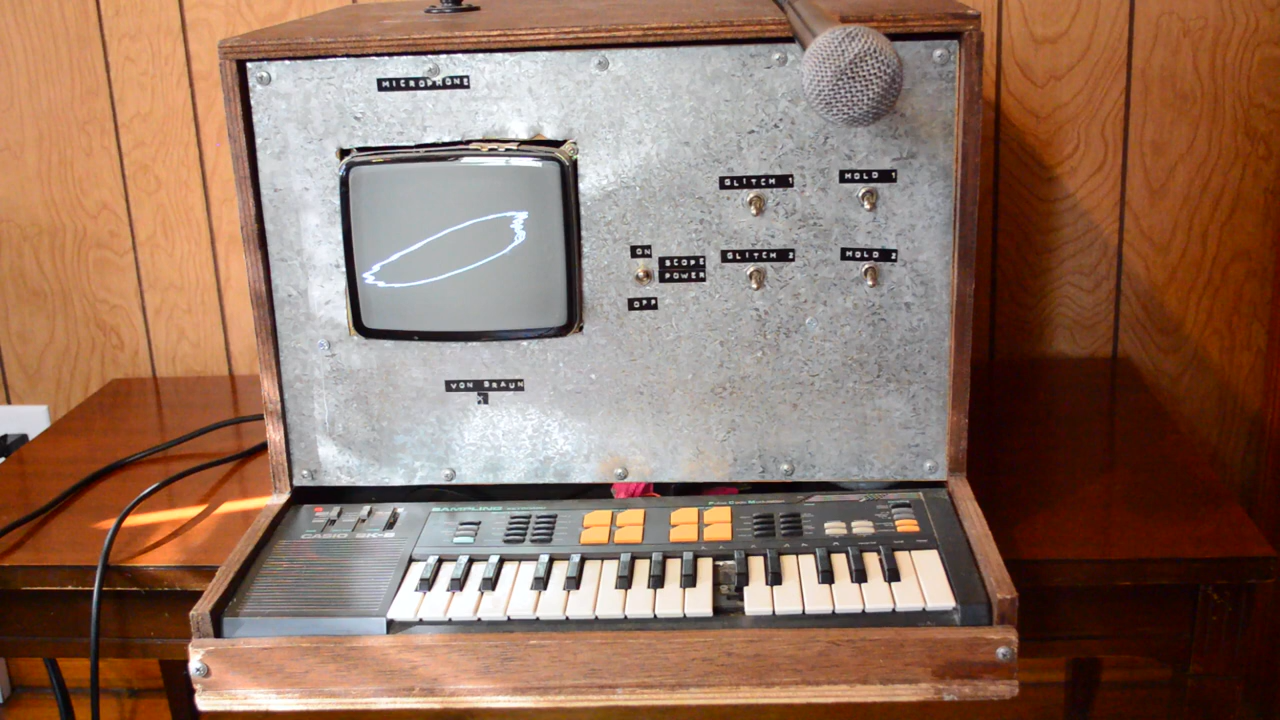 MICROPHONE
GLITCH 1
HOLD 1
ON
SCOPE
POWER
OFF
GLITCH 2
HOLD 2
VON BRAUN
SAMPLING
CASIO SK-5